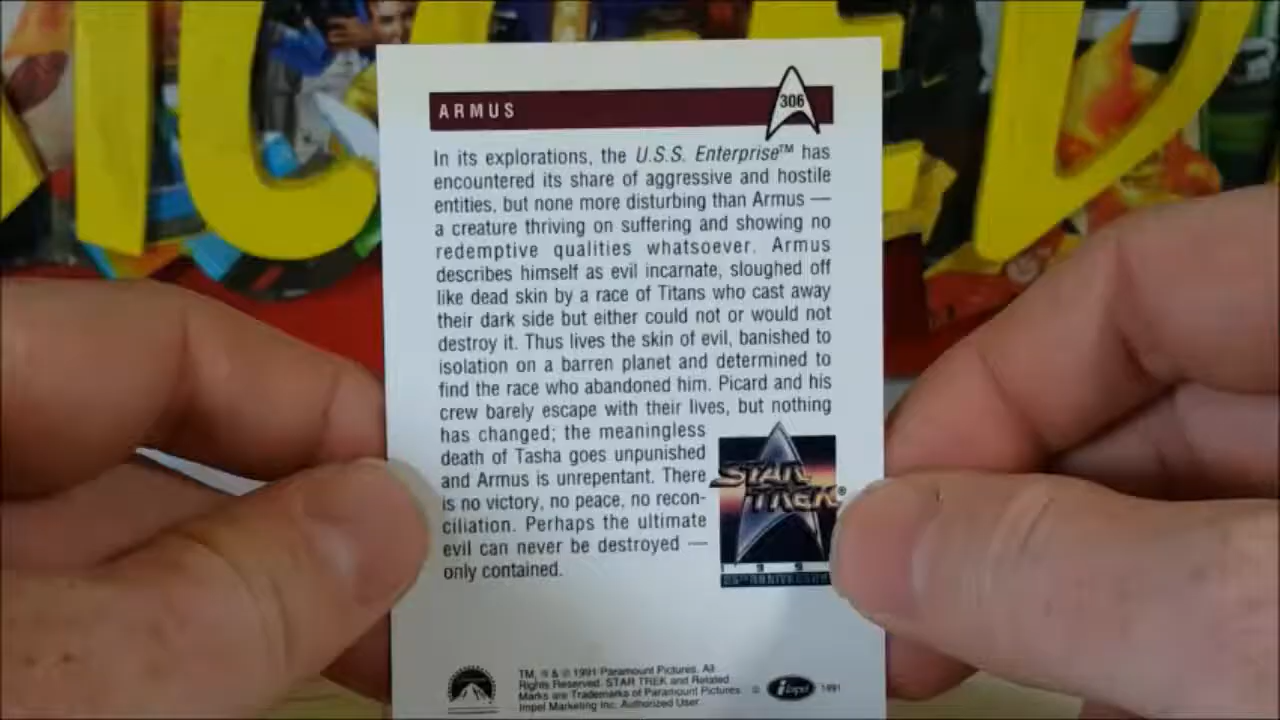 ARMUS
306
In its explorations, the U.S.S. Enterprise™ has
encountered its share of aggressive and hostile
entities, but none more disturbing than Armus —
a creature thriving on suffering and showing no
redemptive qualities whatsoever. Armus
describes himself as evil incarnate, sloughed off
like dead skin by a race of Titans who cast away
their dark side but either could not or would not
destroy it. Thus lives the skin of evil, banished to
isolation on a barren planet and determined to
find the race who abandoned him. Picard and his
crew barely escape with their lives, but nothing
has changed; the meaningless
death of Tasha goes unpunished
and Armus is unrepentant. There
is no victory, no peace, no recon-
ciliation. Perhaps the ultimate
evil can never be destroyed —
only contained.
STAR
TREK®
25TH ANNIVERSARY
TM, ® & © 1991 Paramount Pictures. All
Rights Reserved. STAR TREK and Related
Marks are Trademarks of Paramount Pictures.
Impel Marketing Inc. Authorized User.
© impel 1991